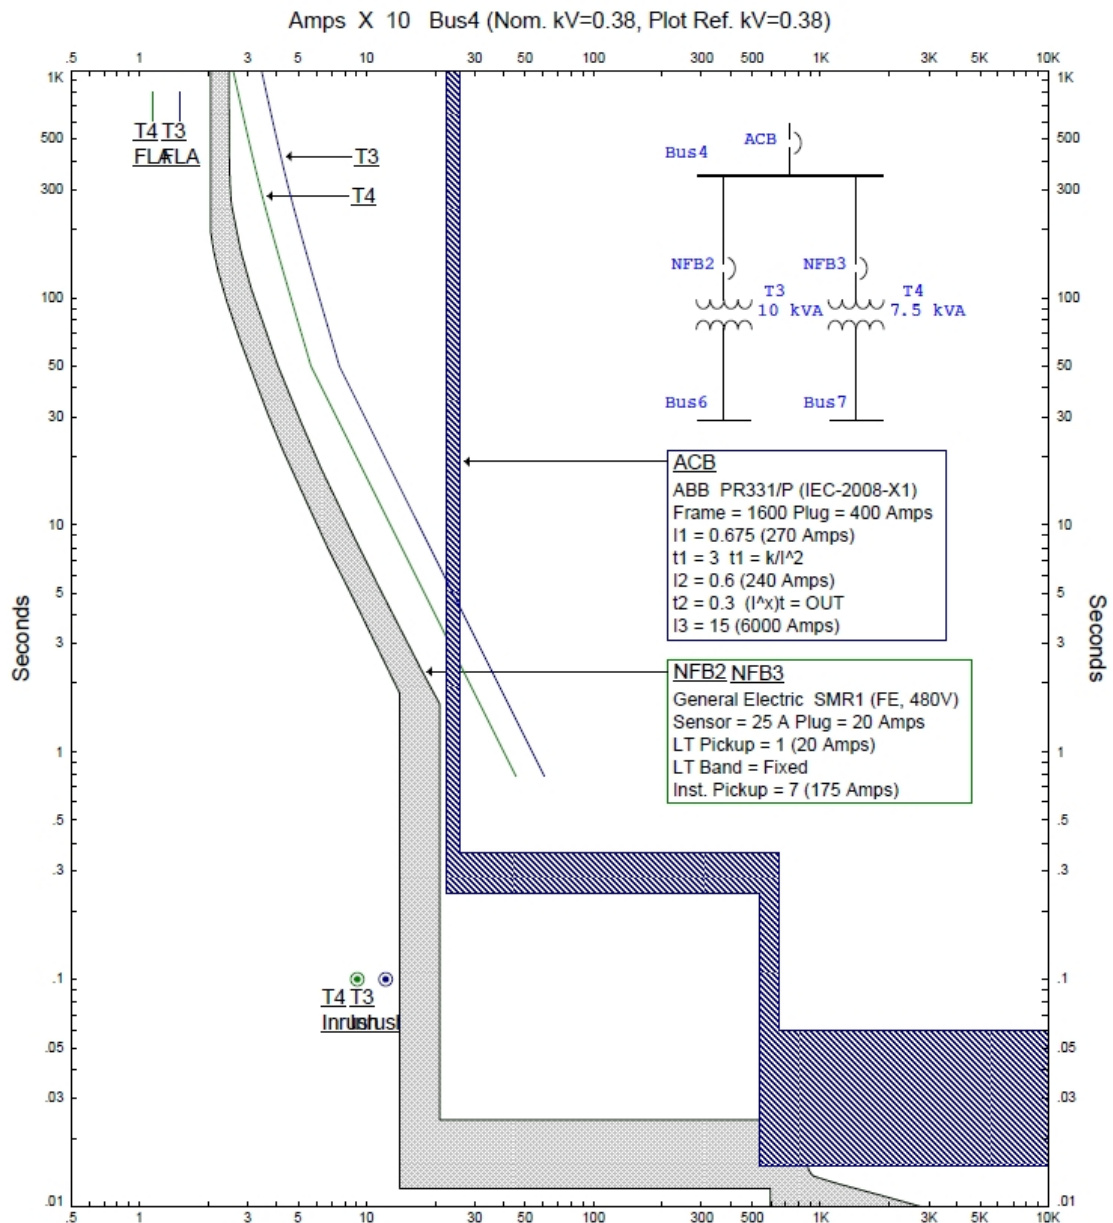 Amps X 10 Bus4 (Nom. kV=0.38, Plot Ref. kV=0.38)
.5 1 3 5 10 30 50 100 300 500 1K 3K 5K 10K
1K 1K
T4 T3
FLA FLA
500 500
T3
T4
300 300
100 100
50 50
30 30
10 10
5 5
3 3
1 1
.5 .5
.3 .3
.1 .1
.05 .05
.03 .03
.01 .01
Seconds
Seconds
ACB
Bus4
NFB2 NFB3
T3 T4
10 kVA 7.5 kVA
Bus6 Bus7
ACB
ABB PR331/P (IEC-2008-X1)
Frame = 1600 Plug = 400 Amps
I1 = 0.675 (270 Amps)
t1 = 3 t1 = k/I^2
I2 = 0.6 (240 Amps)
t2 = 0.3 (I^x)t = OUT
I3 = 15 (6000 Amps)
NFB2 NFB3
General Electric SMR1 (FE, 480V)
Sensor = 25 A Plug = 20 Amps
LT Pickup = 1 (20 Amps)
LT Band = Fixed
Inst. Pickup = 7 (175 Amps)
T4 T3
Inrush Inrush
.5 1 3 5 10 30 50 100 300 500 1K 3K 5K 10K